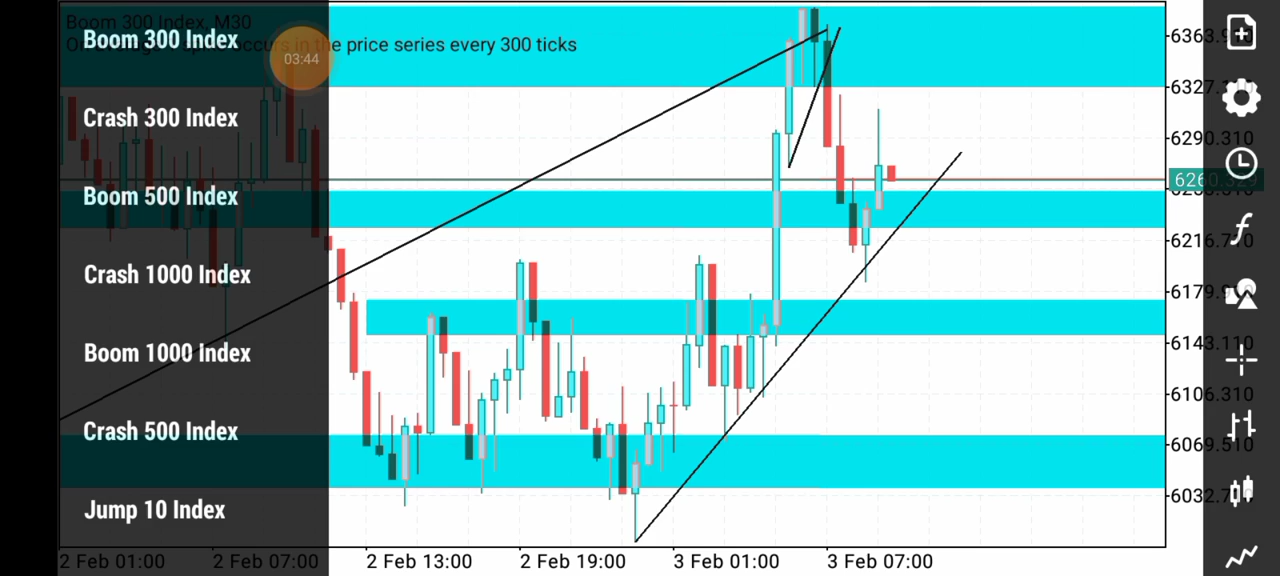 Boom 300 Index, M30
Boom 300 Index
in the price series every 300 ticks
03:44
Crash 300 Index
Boom 500 Index
Crash 1000 Index
Boom 1000 Index
Crash 500 Index
Jump 10 Index
6290.310
6260.329
6143.110
6106.310
6069.510
2 Feb 01:00
2 Feb 07:00
2 Feb 13:00
2 Feb 19:00
3 Feb 01:00
3 Feb 07:00